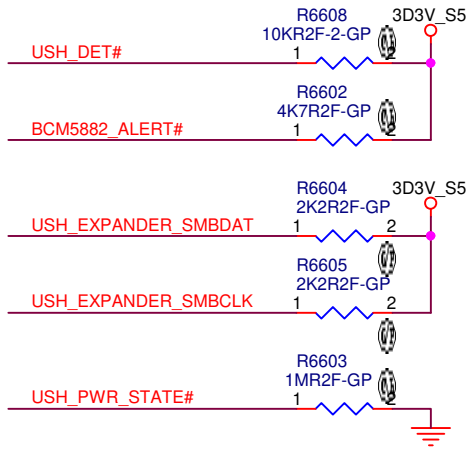 R6608 3D3V_S5
10KR2F-2-GP
USH_DET# 1 2
R6602
4K7R2F-GP
BCM5882_ALERT# 1 2
R6604 3D3V_S5
2K2R2F-GP
USH_EXPANDER_SMBDAT 1 2
R6605
2K2R2F-GP
USH_EXPANDER_SMBCLK 1 2
R6603
1MR2F-GP
USH_PWR_STATE# 1 2